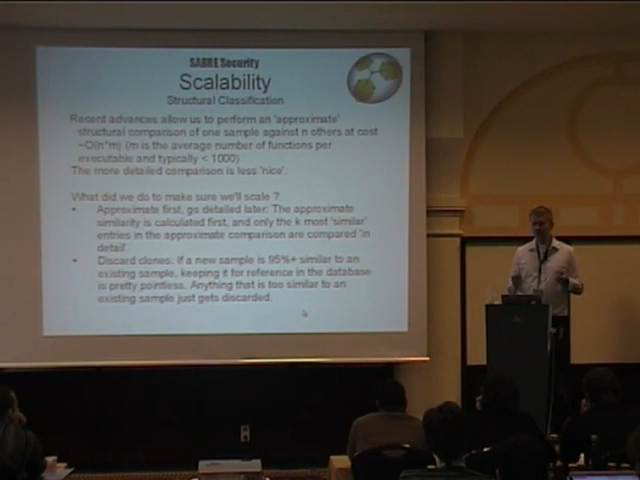 SABRE Security
Scalability
Structural Classification
Recent advances allow us to perform an 'approximate'
structural comparison of one sample against n others at cost
~O(n*m) (m is the average number of functions per
executable and typically < 1000)
The more detailed comparison is less 'nice'.
What did we do to make sure we'll scale ?
• Approximate first, go detailed later: The approximate
similarity is calculated first, and only the k most 'similar'
entries in the approximate comparison are compared 'in
detail'.
• Discard clones. If a new sample is 95%+ similar to an
existing sample, keeping it for reference in the database
is pretty pointless. Anything that is too similar to an
existing sample just gets discarded.